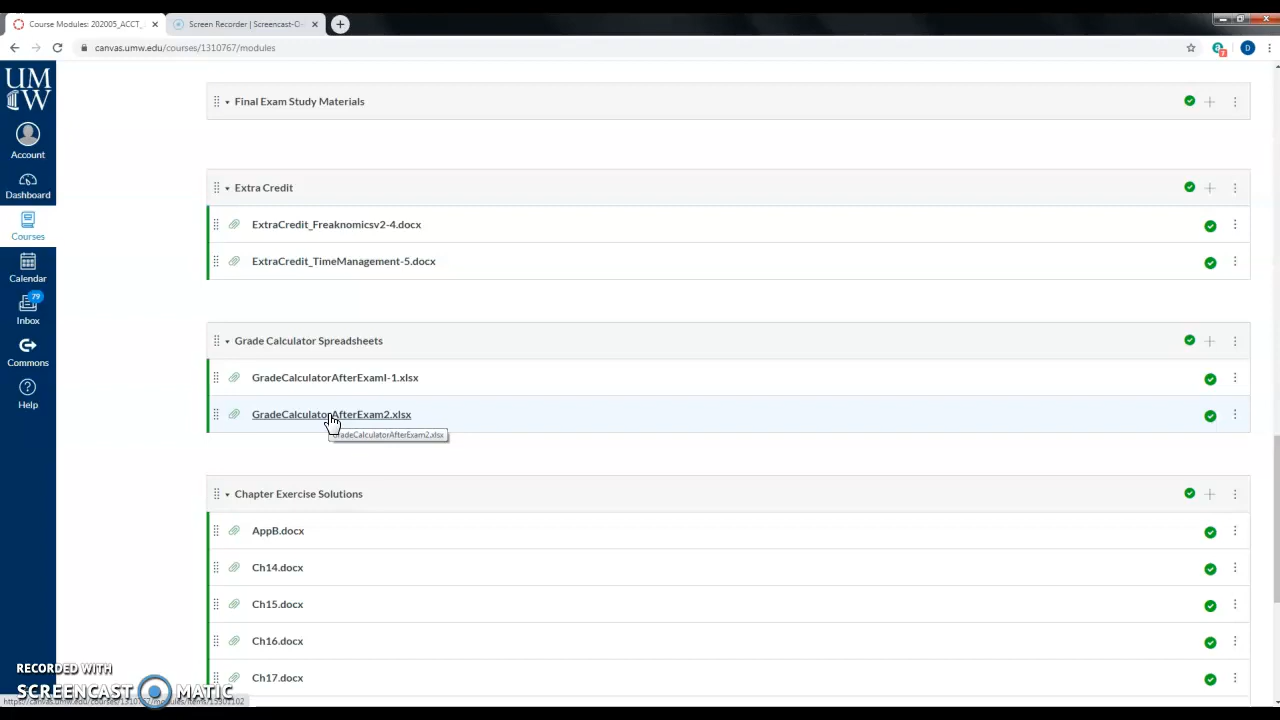 Course Modules: 202005_ACCT_
Screen Recorder | Screencast-O-
canvas.umw.edu/courses/1310767/modules
7
D
UM
W
Account
Dashboard
Courses
Calendar
79
Inbox
Commons
Help
Final Exam Study Materials
Extra Credit
ExtraCredit_Freaknomicsv2-4.docx
ExtraCredit_TimeManagement-5.docx
Grade Calculator Spreadsheets
GradeCalculatorAfterExamI-1.xlsx
GradeCalculatorAfterExam2.xlsx
GradeCalculatorAfterExam2.xlsx
Chapter Exercise Solutions
AppB.docx
Ch14.docx
Ch15.docx
Ch16.docx
Ch17.docx
RECORDED WITH
SCREENCAST MATIC